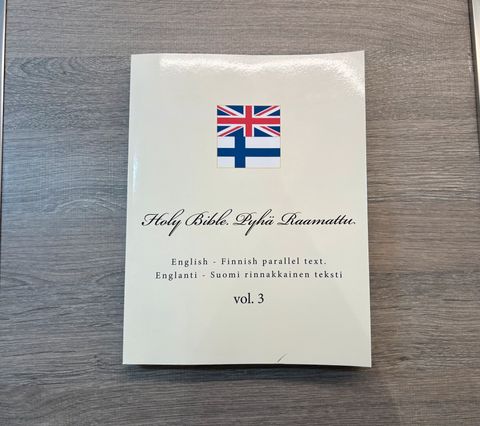 Holy Bible. Pyhä Raamattu.
English - Finnish parallel text.
Englanti - Suomi rinnakkainen teksti
vol. 3